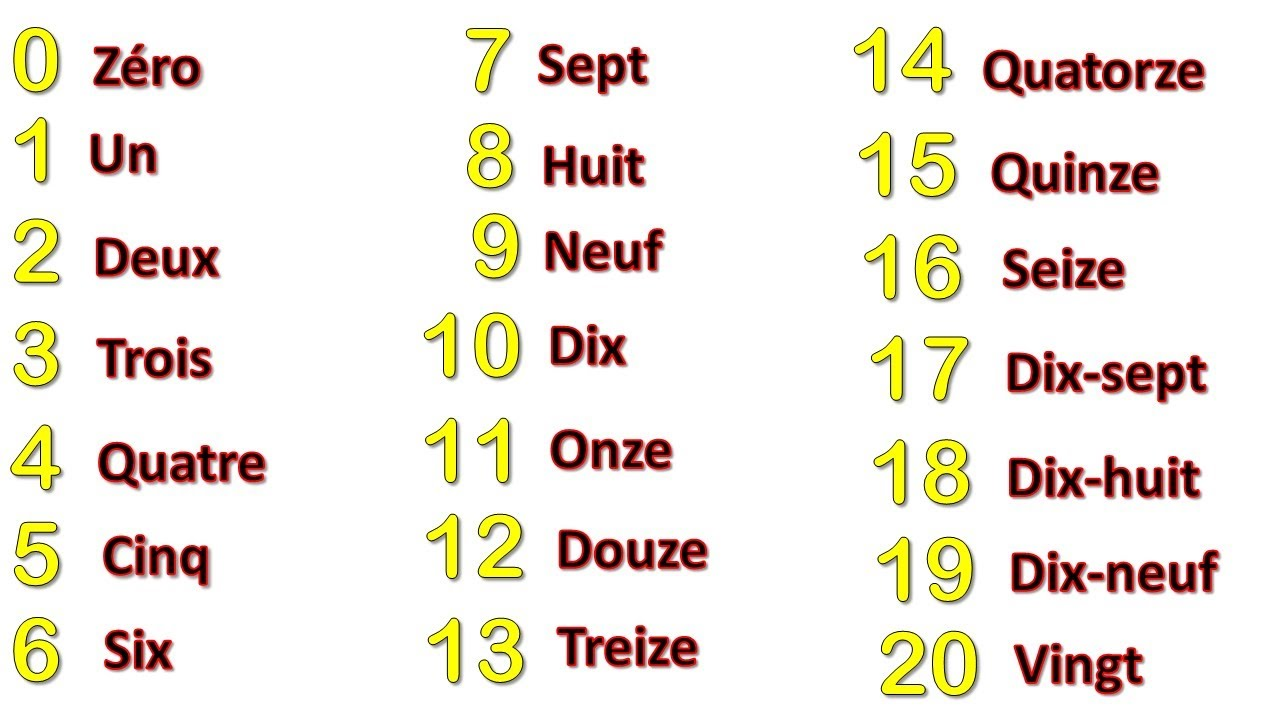 0 Zéro
1 Un
2 Deux
3 Trois
4 Quatre
5 Cinq
6 Six
7 Sept
8 Huit
9 Neuf
10 Dix
11 Onze
12 Douze
13 Treize
14 Quatorze
15 Quinze
16 Seize
17 Dix-sept
18 Dix-huit
19 Dix-neuf
20 Vingt